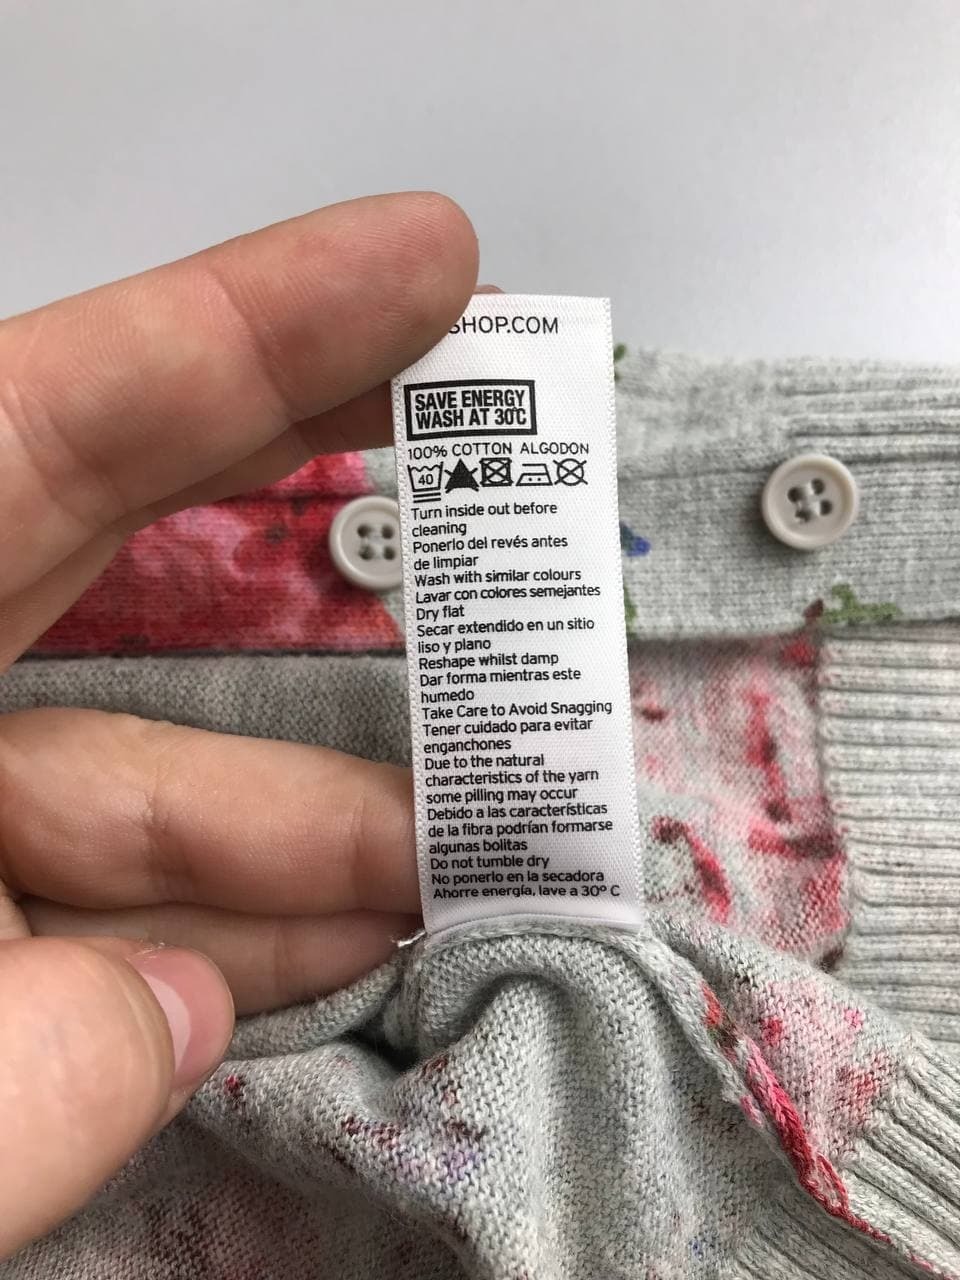 SHOP.COM
SAVE ENERGY
WASH AT 30°C
100% COTTON ALGODON
40
Turn inside out before
cleaning
Ponerlo del revés antes
de limpiar
Wash with similar colours
Lavar con colores semejantes
Dry flat
Secar extendido en un sitio
liso y plano
Reshape whilst damp
Dar forma mientras este
humedo
Take Care to Avoid Snagging
Tener cuidado para evitar
enganchones
Due to the natural
characteristics of the yarn
some pilling may occur
Debido a las características
de la fibra podrían formarse
algunas bolitas
Do not tumble dry
No ponerlo en la secadora
Ahorre energía, lave a 30º C